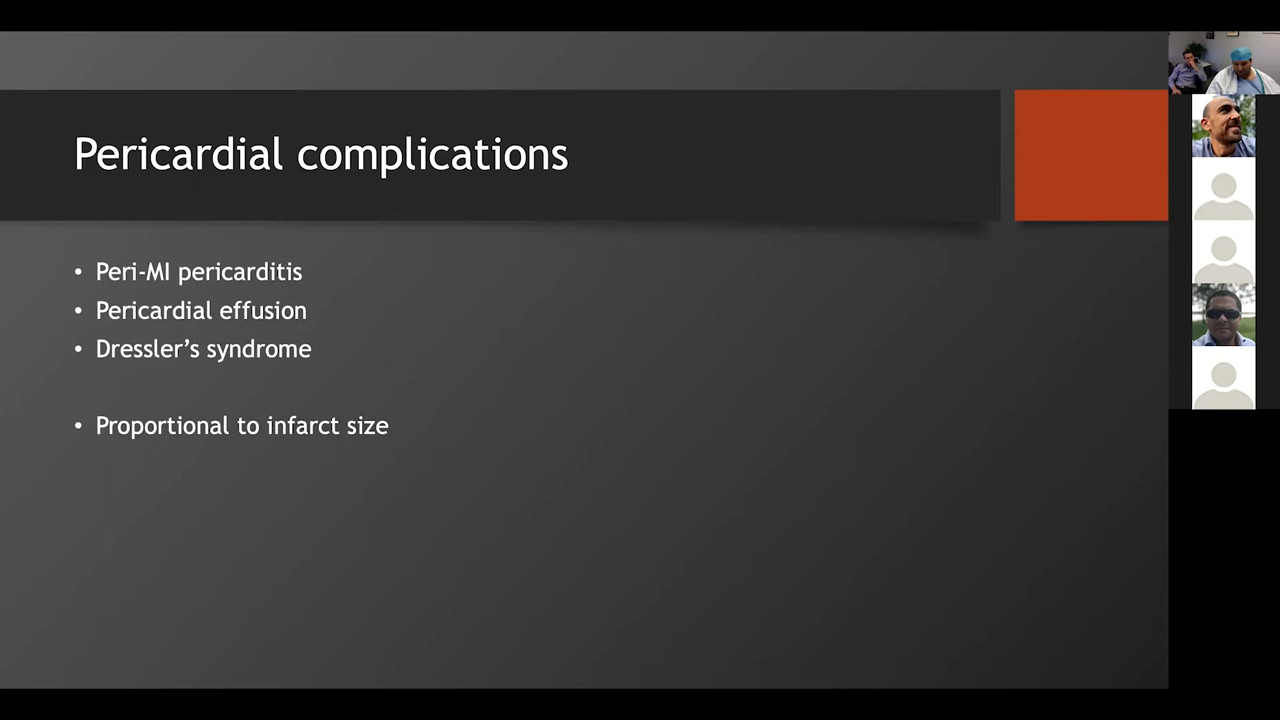 Pericardial complications
• Peri-MI pericarditis
• Pericardial effusion
• Dressler’s syndrome
• Proportional to infarct size